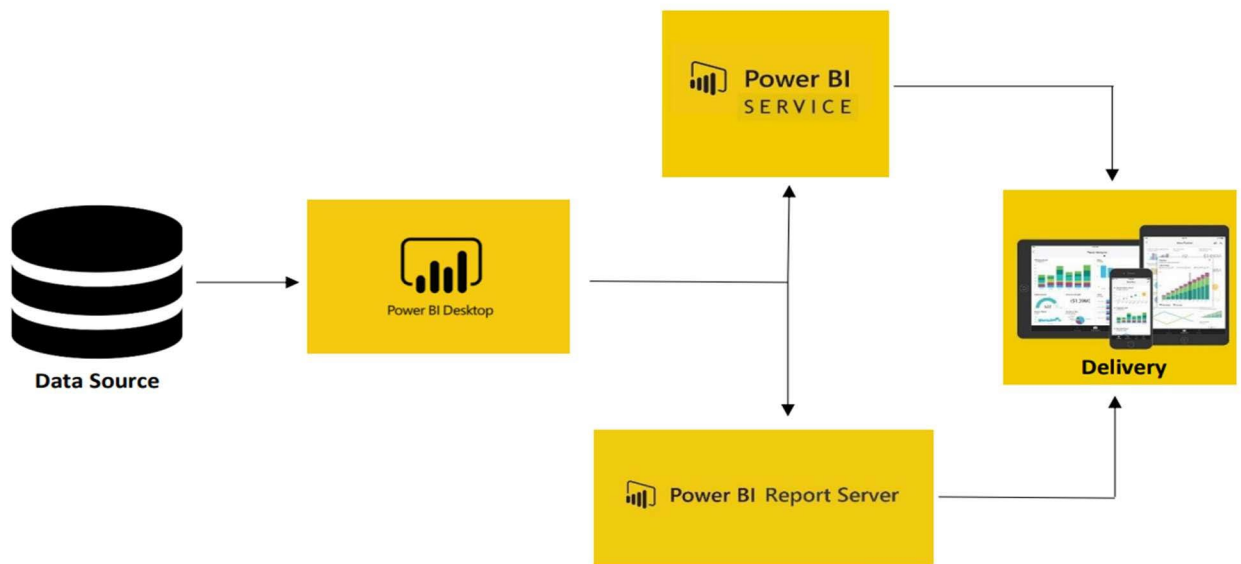 Power BI
SERVICE
Power BI Desktop
Data Source
Delivery
Power BI Report Server